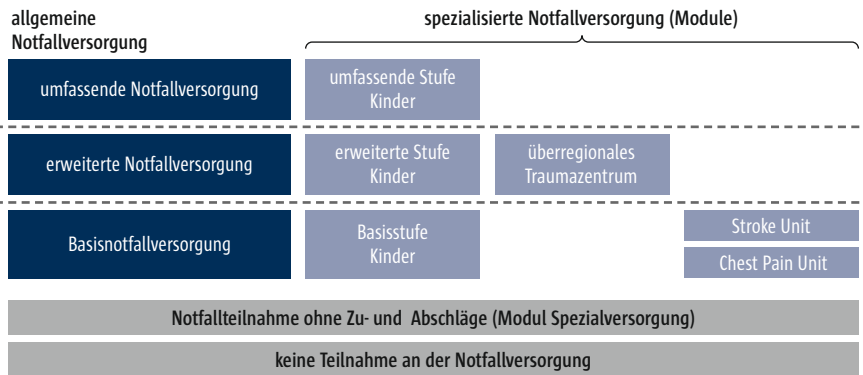 allgemeine
Notfallversorgung
spezialisierte Notfallversorgung (Module)
umfassende Notfallversorgung
umfassende Stufe
Kinder
erweiterte Notfallversorgung
erweiterte Stufe
Kinder
überregionales
Traumazentrum
Basisnotfallversorgung
Basisstufe
Kinder
Stroke Unit
Chest Pain Unit
Notfallteilnahme ohne Zu- und Abschläge (Modul Spezialversorgung)
keine Teilnahme an der Notfallversorgung